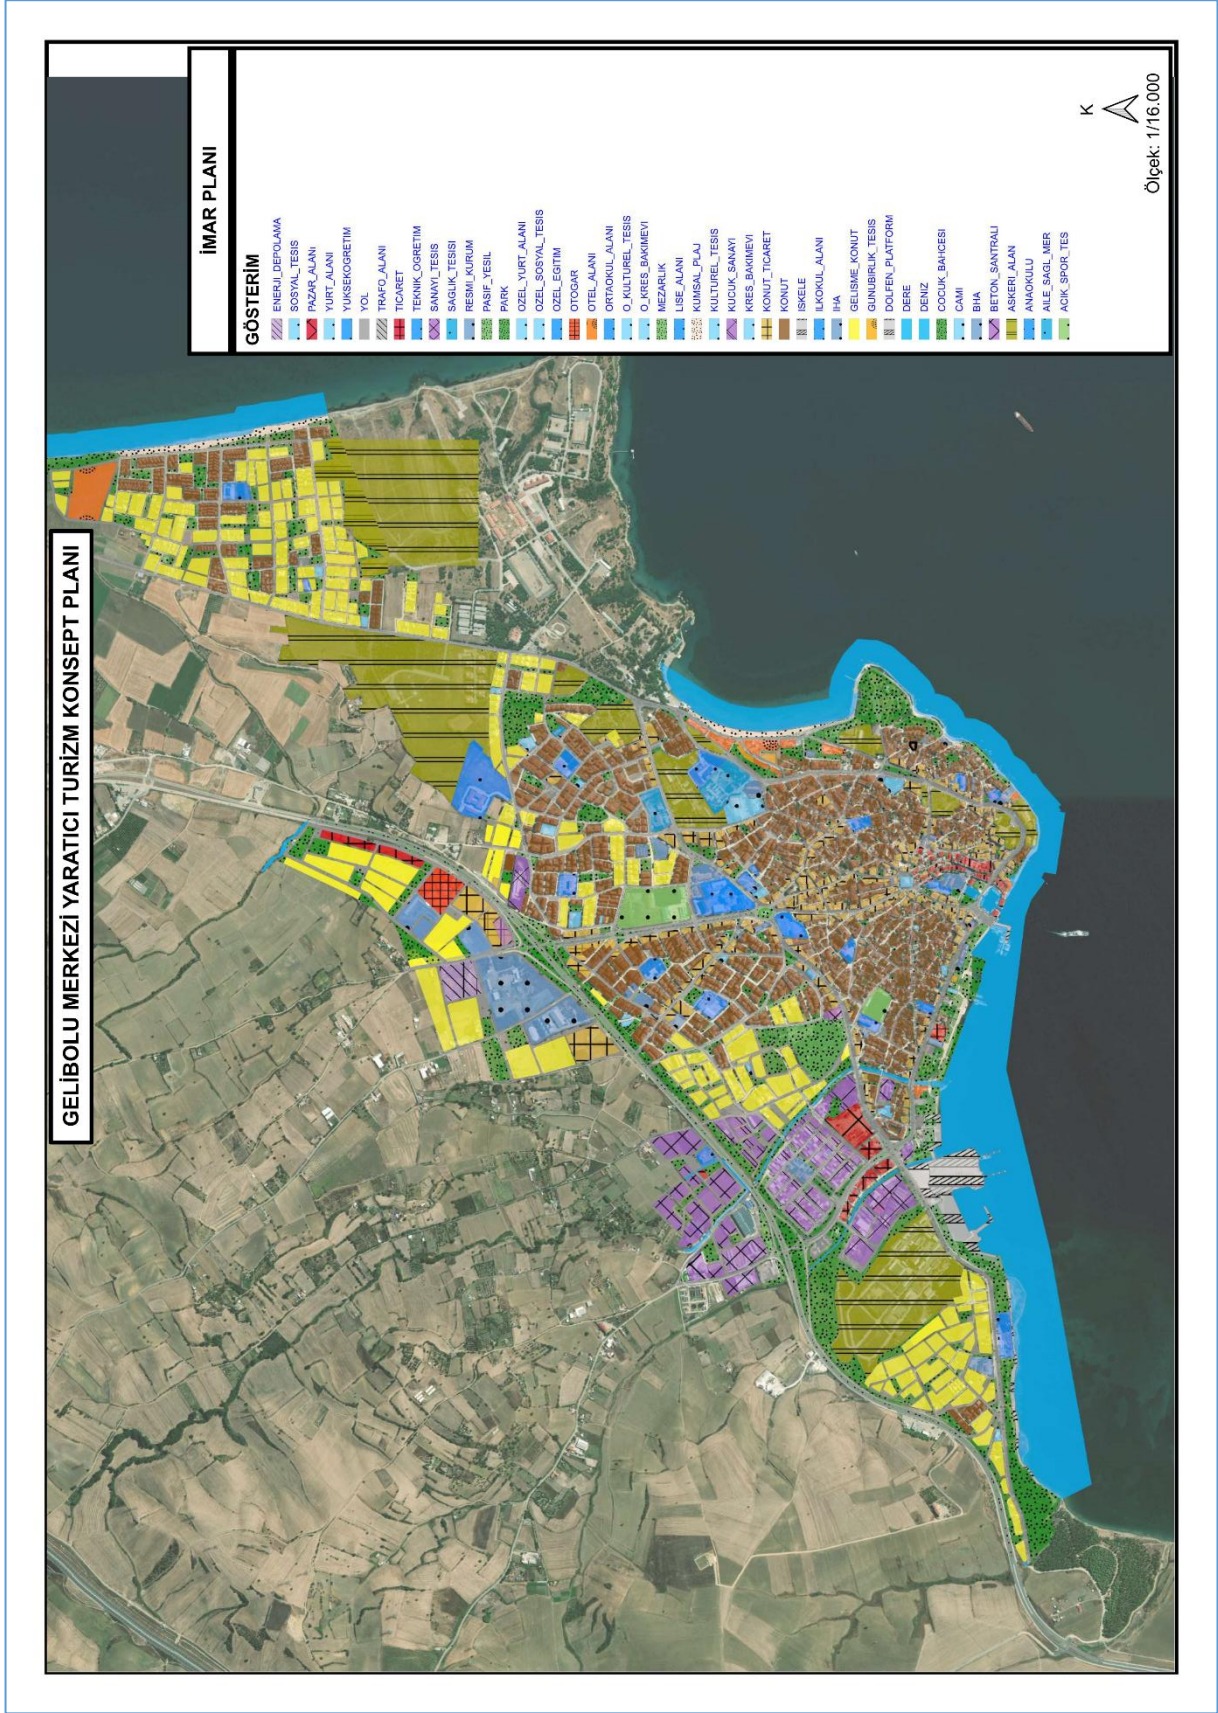 GELİBOLU MERKEZİ YARATICI TURİZM KONSEPT PLANI
İMAR PLANI
GÖSTERİM
ENERJI_DEPOLAMA
SOSYAL_TESIS
PAZAR_ALANı
YURT_ALANI
YUKSEKOGRETIM
YOL
TRAFO_ALANI
TICARET
TEKNIK_OGRETIM
SANAYI_TESIS
SAGLIK_TESISI
RESMI_KURUM
PASIF_YESIL
PARK
OZEL_YURT_ALANI
OZEL_SOSYAL_TESIS
OZEL_EGITIM
OTOGAR
OTEL_ALANI
ORTAOKUL_ALANI
O_KULTUREL_TESIS
O_KRES_BAKIMEVI
MEZARLIK
LISE_ALANI
KUMSAL_PLAJ
KULTUREL_TESIS
KUCUK_SANAYI
KRES_BAKIMEVI
KONUT_TICARET
KONUT
ISKELE
ILKOKUL_ALANI
IHA
GELISME_KONUT
GUNUBIRLIK_TESIS
DOLFEN_PLATFORM
DERE
DENIZ
COCUK_BAHCESI
CAMI
BHA
BETON_SANTRALI
ASKERI_ALAN
ANAOKULU
AILE_SAGL_MER
ACIK_SPOR_TES
K
Ölçek: 1/16.000